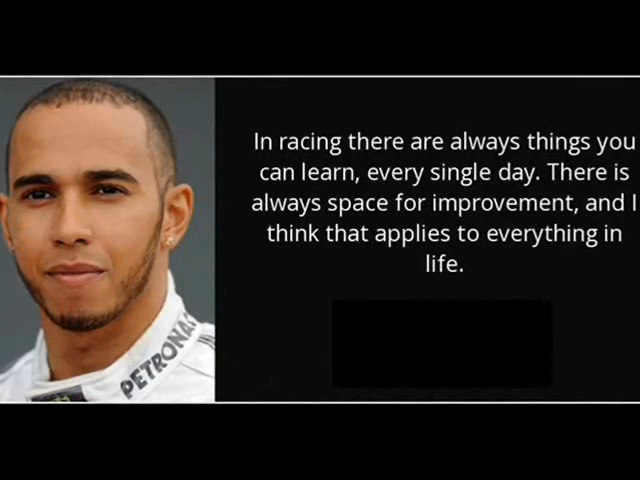 In racing there are always things you
can learn, every single day. There is
always space for improvement, and I
think that applies to everything in
life.
PETRONAS